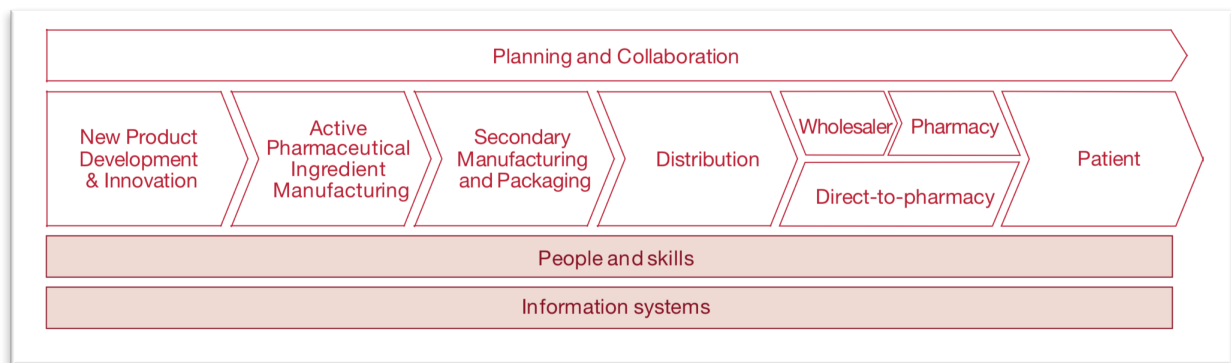 Planning and Collaboration
New Product
Development
& Innovation
Active
Pharmaceutical
Ingredient
Manufacturing
Secondary
Manufacturing
and Packaging
Distribution
Wholesaler
Pharmacy
Direct-to-pharmacy
Patient
People and skills
Information systems